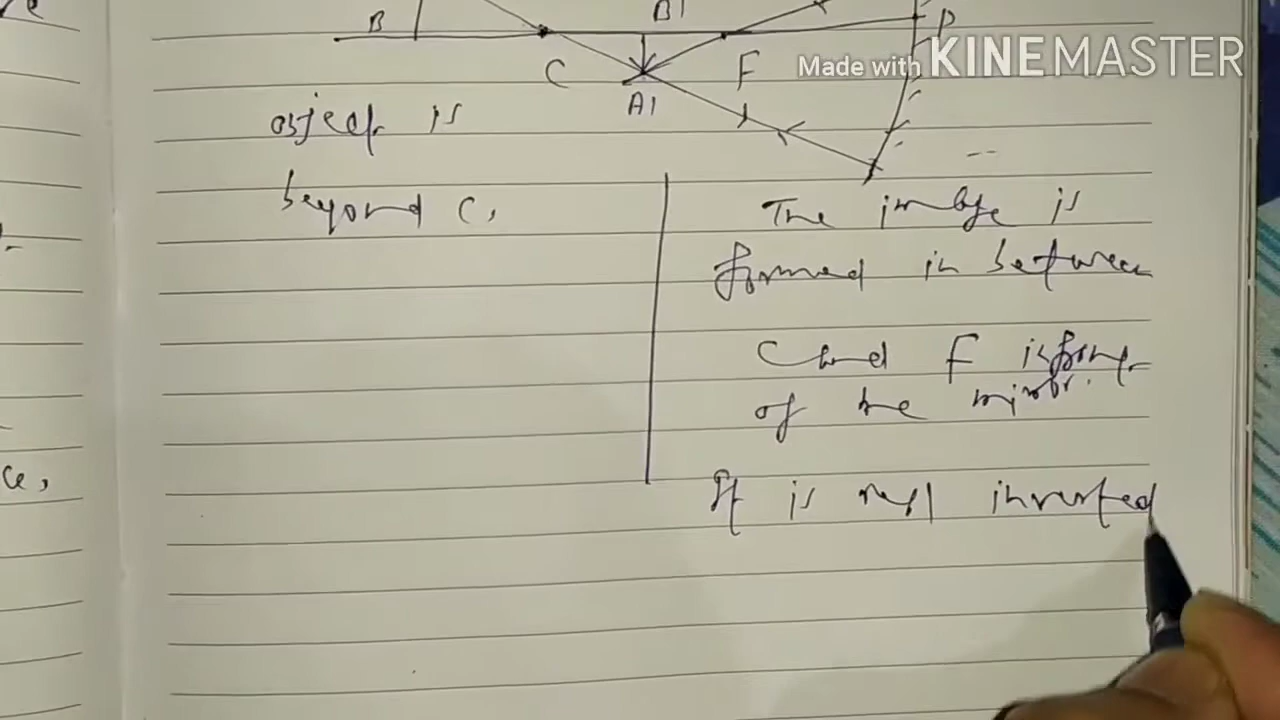 B
B1
P
Made with KINEMASTER
C
F
A1
object is
beyond C,
The image is
formed in between
C and F in front
of the mirror.
It is real inverted
ce,